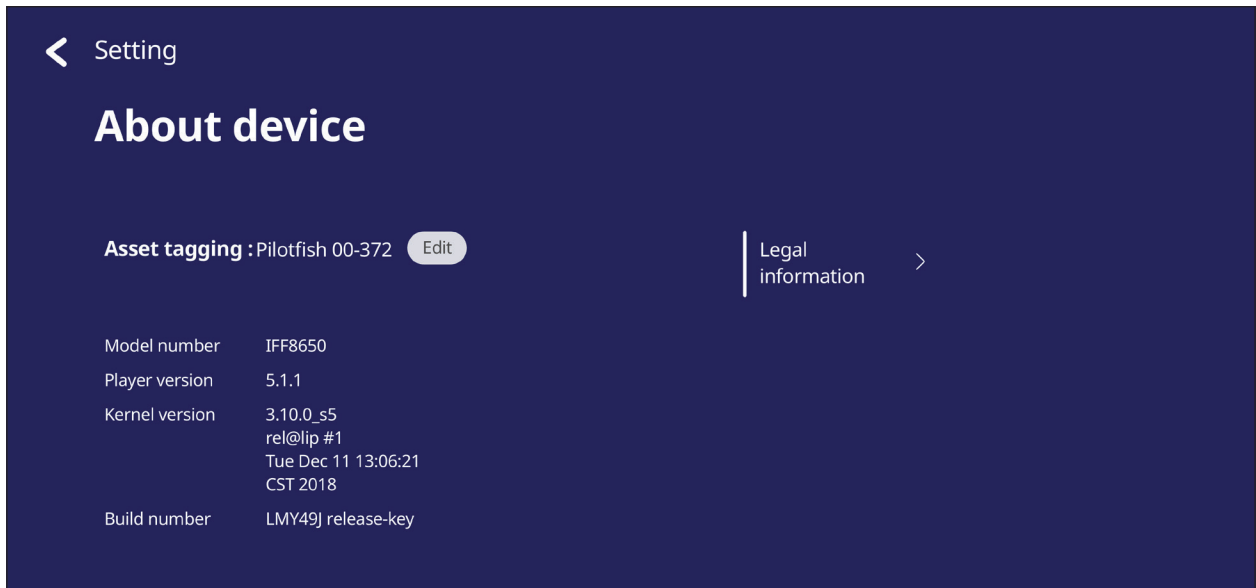 Setting
About device
Asset tagging : Pilotfish 00-372 Edit
Legal
information
Model number IFF8650
Player version 5.1.1
Kernel version 3.10.0_s5
rel@lip #1
Tue Dec 11 13:06:21
CST 2018
Build number LMY49J release-key